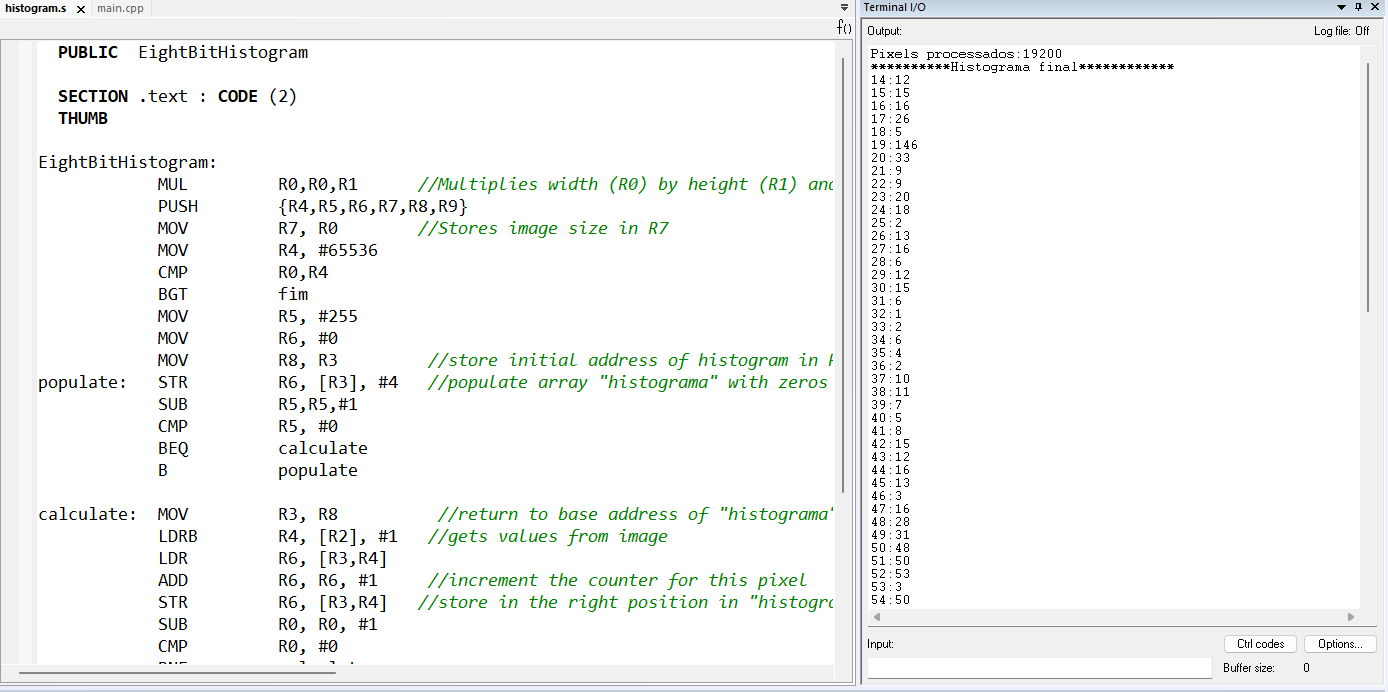 histogram.s x main.cpp
f()
PUBLIC EightBitHistogram
SECTION .text : CODE (2)
THUMB
EightBitHistogram:
MUL R0,R0,R1 //Multiplies width (R0) by height (R1) and
PUSH {R4,R5,R6,R7,R8,R9}
MOV R7, R0 //Stores image size in R7
MOV R4, #65536
CMP R0,R4
BGT fim
MOV R5, #255
MOV R6, #0
MOV R8, R3 //store initial address of histogram in
populate: STR R6, [R3], #4 //populate array "histograma" with zeros
SUB R5,R5,#1
CMP R5, #0
BEQ calculate
B populate
calculate: MOV R3, R8 //return to base address of "histograma"
LDRB R4, [R2], #1 //gets values from image
LDR R6, [R3,R4]
ADD R6, R6, #1 //increment the counter for this pixel
STR R6, [R3,R4] //store in the right position in "histogra
SUB R0, R0, #1
CMP R0, #0
Terminal I/O
Output: Log file: Off
Pixels processados:19200
**********Histograma final************
14:12
15:15
16:16
17:26
18:5
19:146
20:33
21:9
22:9
23:20
24:18
25:2
26:13
27:16
28:6
29:12
30:15
31:6
32:1
33:2
34:6
35:4
36:2
37:10
38:11
39:7
40:5
41:8
42:15
43:12
44:16
45:13
46:3
47:16
48:28
49:31
50:48
51:50
52:53
53:3
54:50
Input: Ctrl codes Options...
Buffer size: 0